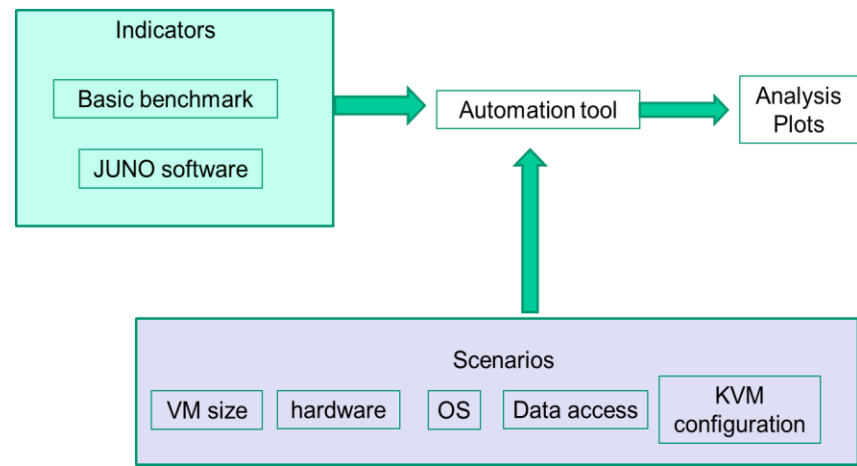 Indicators
Basic benchmark
JUNO software
Automation tool
Analysis
Plots
Scenarios
VM size
hardware
OS
Data access
KVM
configuration